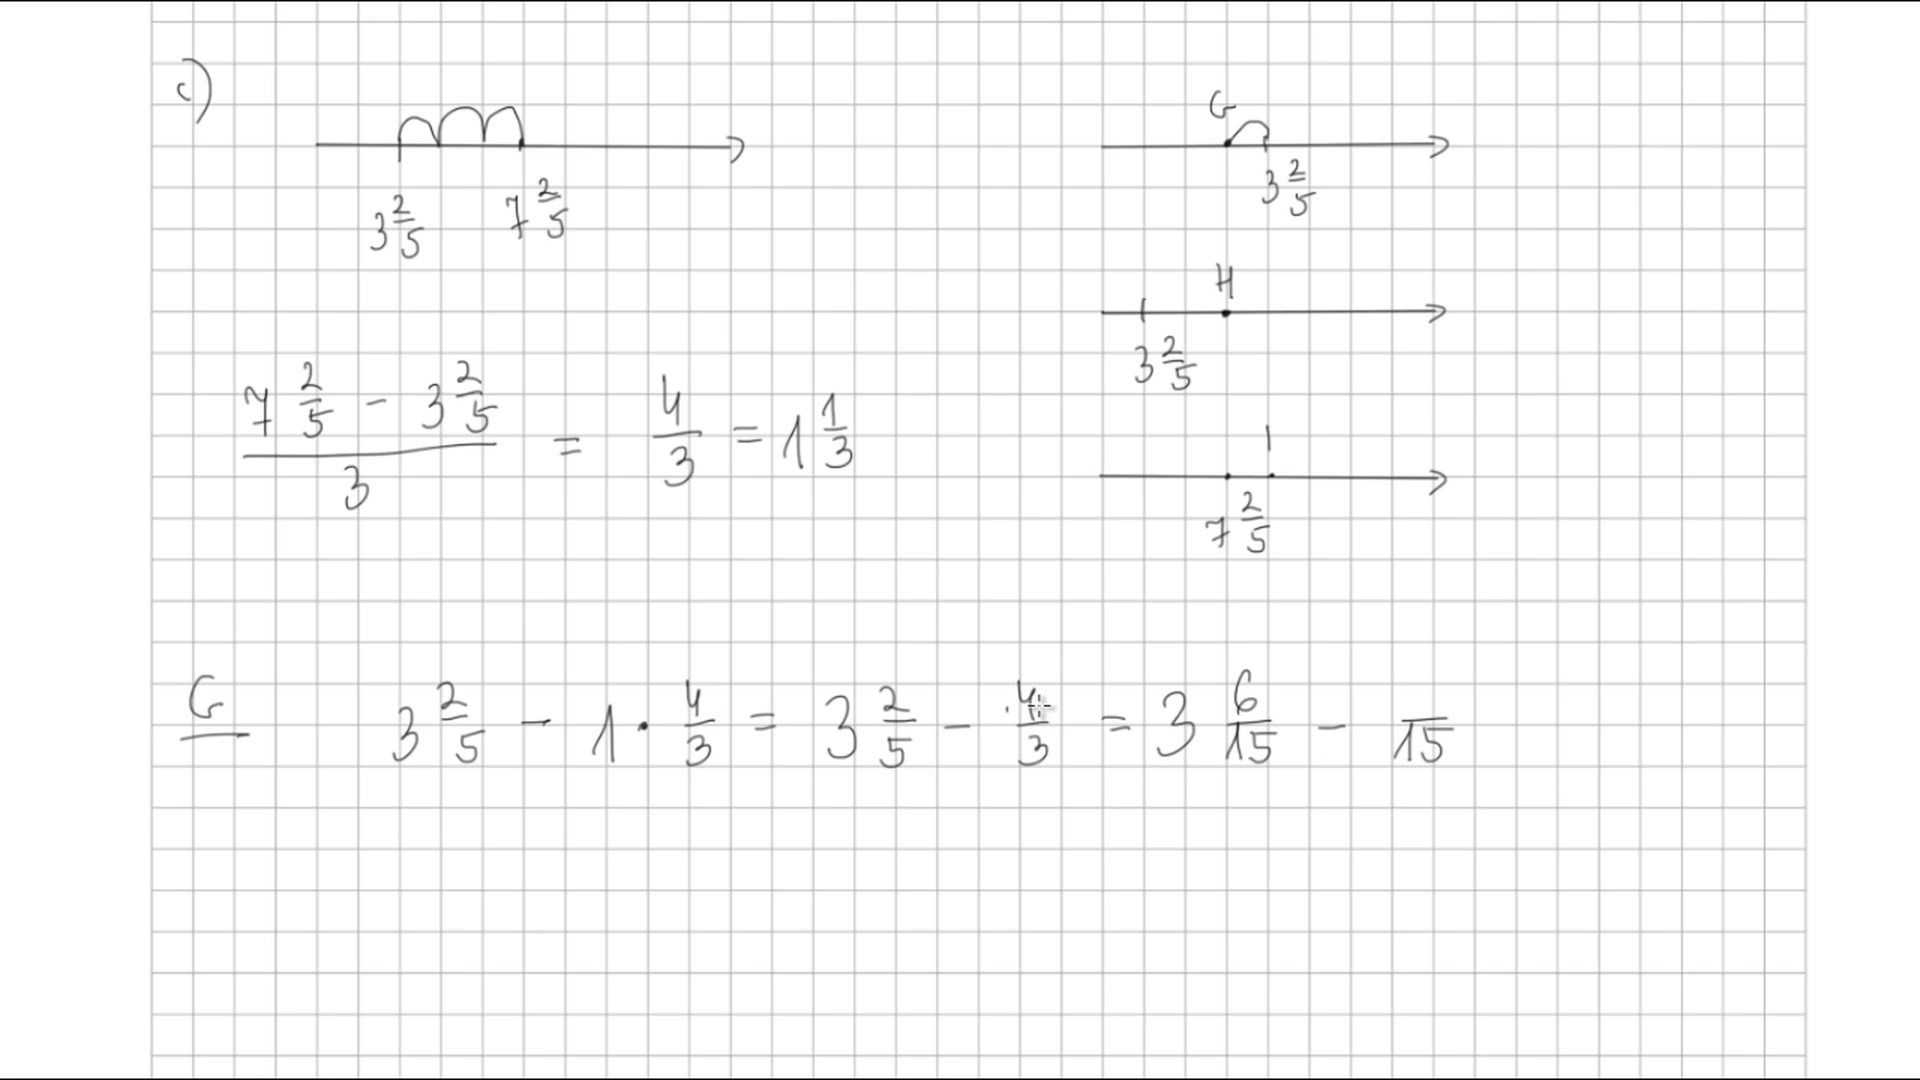 c)
3 2/5 7 2/5
G
3 2/5
H
3 2/5
(7 2/5 - 3 2/5)/3 = 4/3 = 1 1/3
I
7 2/5
G 3 2/5 - 1 · 4/3 = 3 2/5 - 4/3 = 3 6/15 - /15